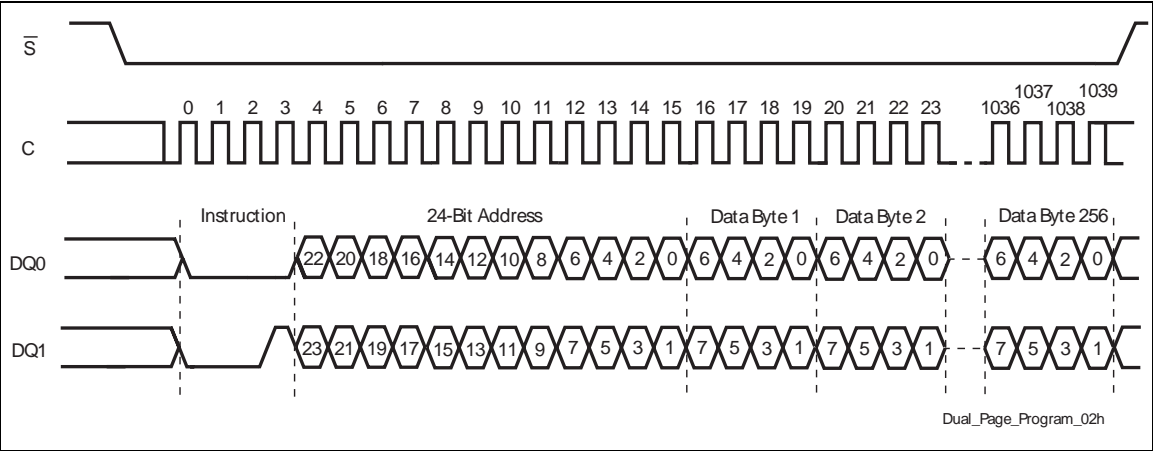 S
1037 1039
0 1 2 3 4 5 6 7 8 9 10 11 12 13 14 15 16 17 18 19 20 21 22 23 1036 1038
C
Instruction 24-Bit Address Data Byte 1 Data Byte 2 Data Byte 256
DQ0 22 20 18 16 14 12 10 8 6 4 2 0 6 4 2 0 6 4 2 0 6 4 2 0
DQ1 23 21 19 17 15 13 11 9 7 5 3 1 7 5 3 1 7 5 3 1 7 5 3 1
Dual_Page_Program_02h